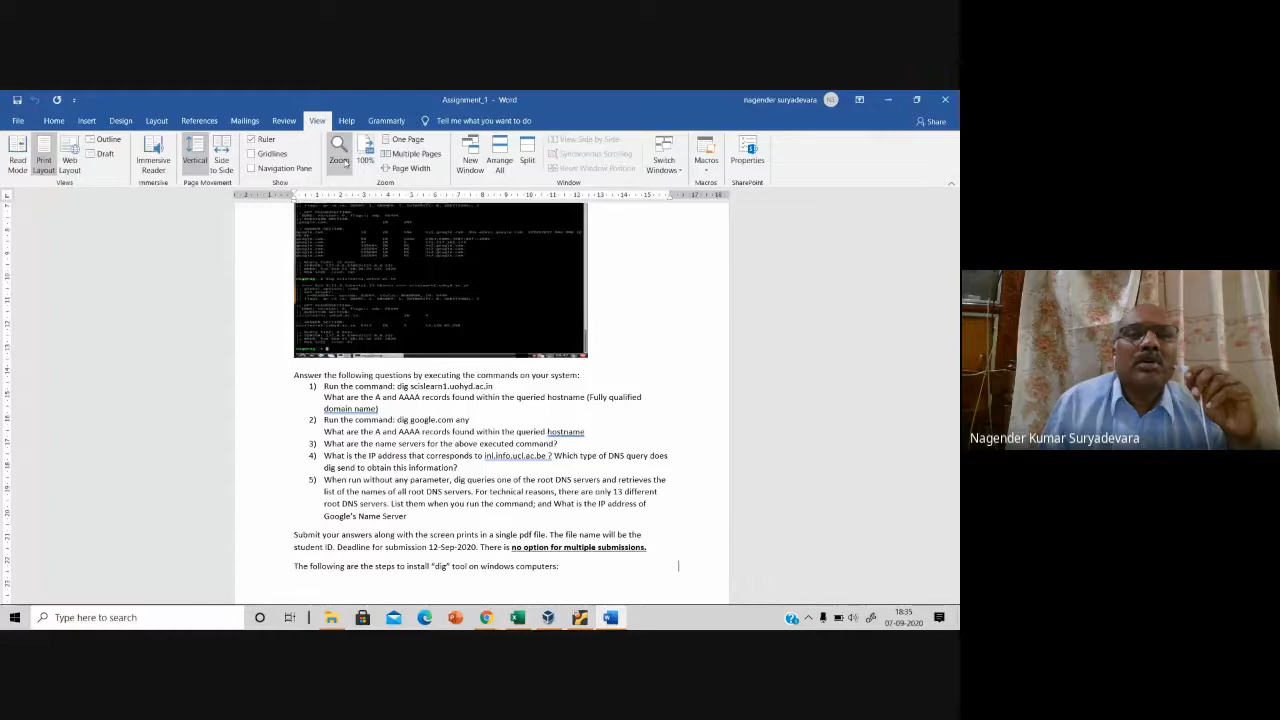 Assignment_1 - Word
nagender suryadevara NS
File Home Insert Design Layout References Mailings Review View Help Grammarly Tell me what you want to do Share
Read Mode
Print Layout
Web Layout
Outline
Draft
Views
Immersive Reader
Immersive
Vertical
Side to Side
Page Movement
Ruler
Gridlines
Navigation Pane
Show
Zoom
100%
One Page
Multiple Pages
Page Width
Zoom
New Window
Arrange All
Split
View Side by Side
Synchronous Scrolling
Reset Window Position
Window
Switch Windows
Macros
Macros
Properties
SharePoint
Answer the following questions by executing the commands on your system:
1) Run the command: dig scislearn1.uohyd.ac.in
What are the A and AAAA records found within the queried hostname (Fully qualified
domain name)
2) Run the command: dig google.com any
What are the A and AAAA records found within the queried hostname
3) What are the name servers for the above executed command?
4) What is the IP address that corresponds to inl.info.ucl.ac.be ? Which type of DNS query does
dig send to obtain this information?
5) When run without any parameter, dig queries one of the root DNS servers and retrieves the
list of the names of all root DNS servers. For technical reasons, there are only 13 different
root DNS servers. List them when you run the command; and What is the IP address of
Google's Name Server
Submit your answers along with the screen prints in a single pdf file. The file name will be the
student ID. Deadline for submission 12-Sep-2020. There is no option for multiple submissions.
The following are the steps to install "dig" tool on windows computers:
Type here to search
18:35
07-09-2020
Nagender Kumar Suryadevara